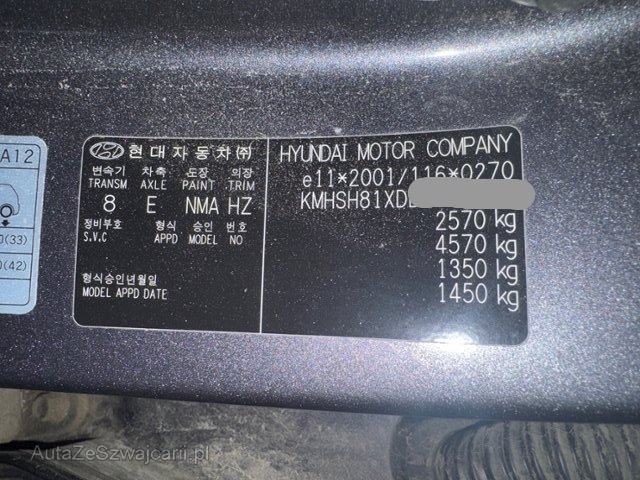 A12
(33)
(42)
현대자동차㈜
변속기 차축 도장 의장
TRANSM AXLE PAINT TRIM
8 E NMA HZ
정비부호 형식 승인 번호
S.V.C APPD MODEL NO
형식승인년월일
MODEL APPD DATE
HYUNDAI MOTOR COMPANY
e11*2001/116*0270
KMHSH81XD
2570 kg
4570 kg
1350 kg
1450 kg
AutaZeSzwajcarii.pl